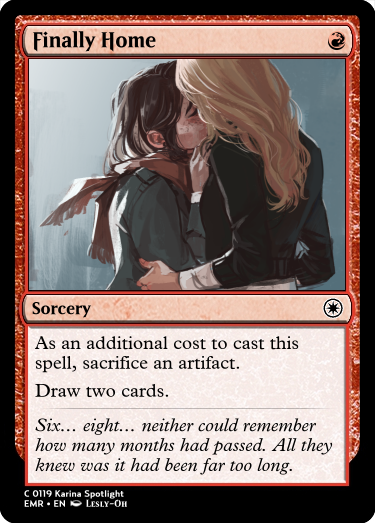 Finally Home
Sorcery
As an additional cost to cast this
spell, sacrifice an artifact.
Draw two cards.
Six… eight… neither could remember
how many months had passed. All they
knew was it had been far too long.
C 0119 Karina Spotlight
EMR • EN Lesly-Oh